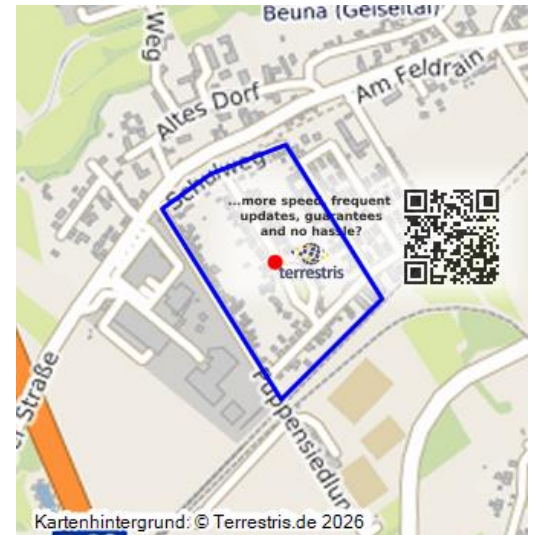 Beuna (Geiseltal)
Weg
Altes Dorf
Am Feldrain
Schulweg
...more speed, frequent
updates, guarantees
and no hassle?
terrestris
er Straße
Puppensiedlun
Kartenhintergrund: © Terrestris.de 2026